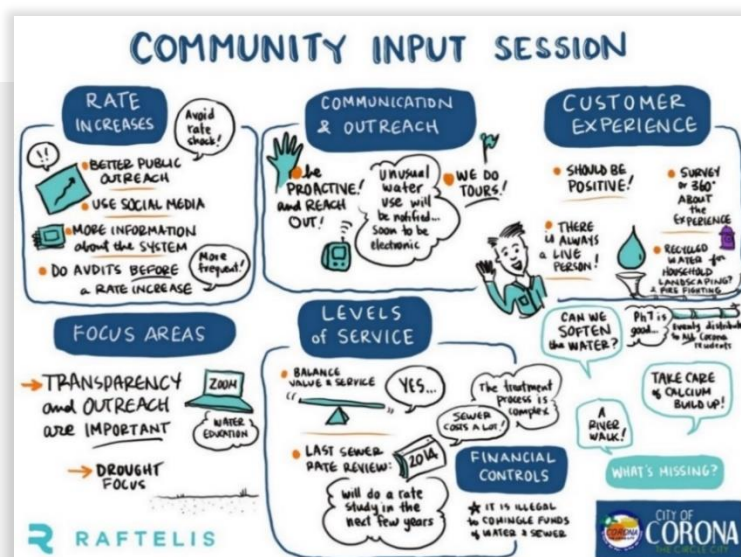 COMMUNITY INPUT SESSION
RATE
INCREASES
Avoid
rate
shock!
!!
BETTER PUBLIC
OUTREACH
USE SOCIAL MEDIA
MORE INFORMATION
about the SYSTEM
DO AUDITS BEFORE
a RATE INCREASE
More
frequent!
COMMUNICATION
& OUTREACH
be
PROACTIVE!
and REACH
OUT!
unusual
water
use will
be notified...
soon to be
electronic
WE DO
TOURS!
CUSTOMER
EXPERIENCE
SHOULD BE
POSITIVE!
THERE
is ALWAYS
a LIVE
PERSON!
SURVEY
or 360°
ABOUT
the
EXPERIENCE
RECYCLED
WATER for
HOUSEHOLD
LANDSCAPING?
& FIRE FIGHTING
FOCUS AREAS
TRANSPARENCY
and OUTREACH
are IMPORTANT
ZOOM
WATER
EDUCATION
DROUGHT
FOCUS
LEVELS
of SERVICE
BALANCE
VALUE & SERVICE
YES...
The treatment
process is
complex
SEWER
COSTS A LOT!
LAST SEWER
RATE REVIEW:
2014
will do a rate
study in the
next few years
FINANCIAL
CONTROLS
IT IS ILLEGAL
to COMINGLE FUNDS
of WATER & SEWER
CAN WE
SOFTEN
the WATER?
Ph7 is
good...
Evenly distribute
to ALL Corona
residents
TAKE CARE
of CALCIUM
BUILD UP!
A
RIVER
WALK!
WHAT'S MISSING?
RAFTELIS
CORONA
CITY OF
CORONA
THE CIRCLE CITY